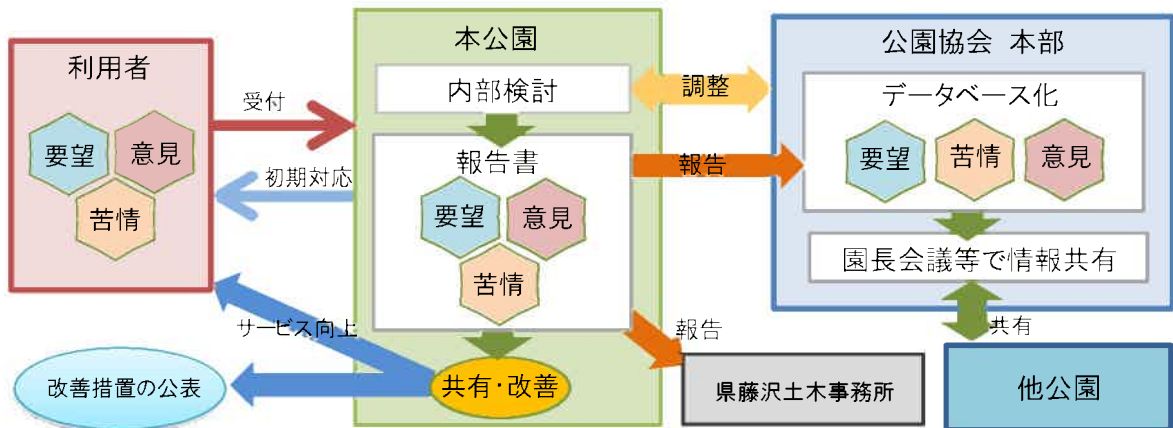 利用者
要望
意見
苦情
受付
初期対応
本公園
内部検討
報告書
要望
意見
苦情
共有・改善
サービス向上
改善措置の公表
調整
報告
報告
県藤沢土木事務所
公園協会 本部
データベース化
要望
苦情
意見
園長会議等で情報共有
共有
他公園